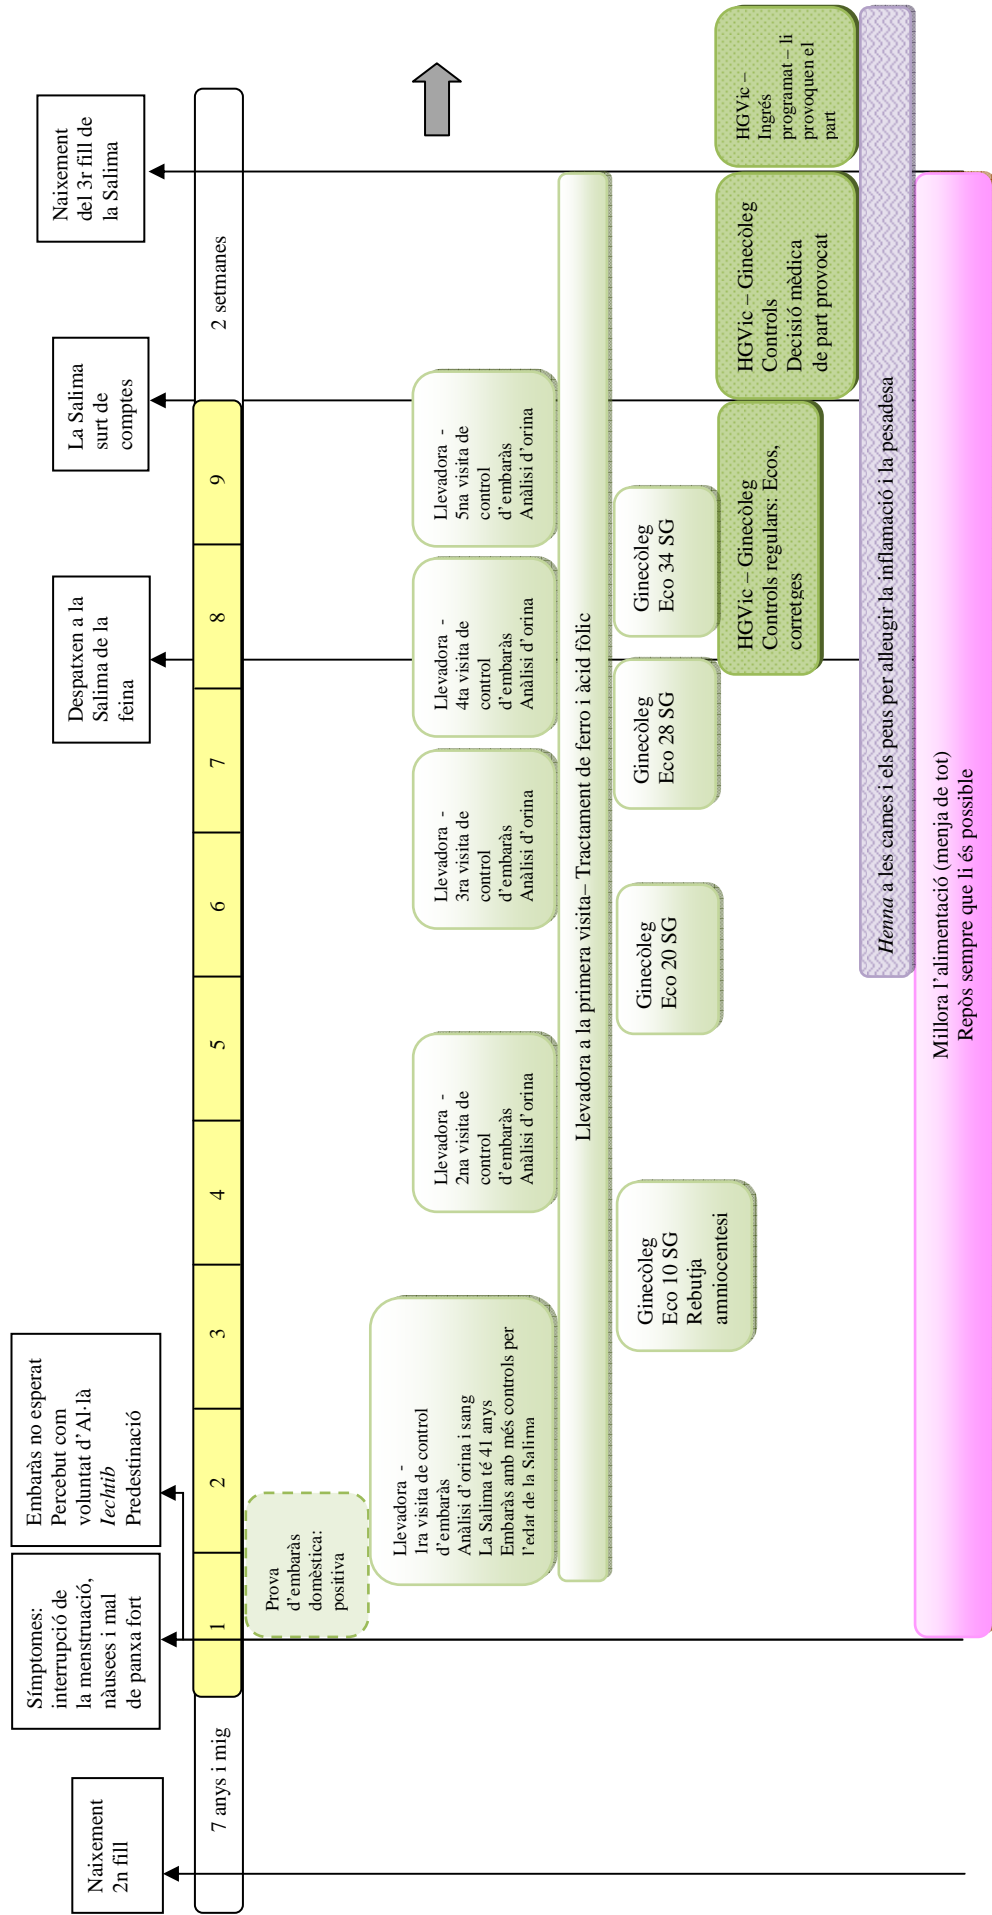 Naixement
2n fill
Símptomes:
interrupció de
la menstruació,
nàusees i mal
de panxa fort
Embaràs no esperat
Percebut com
voluntat d'Al·là
Iechtib
Predestinació
Despatxen a la
Salima de la
feina
La Salima
surt de
comptes
Naixement
del 3r fill de
la Salima
7 anys i mig
1
2
3
4
5
6
7
8
9
2 setmanes
Prova
d'embaràs
domèstica:
positiva
Llevadora -
1ra visita de control
d'embaràs
Anàlisi d'orina i sang
La Salima té 41 anys
Embaràs amb més controls per
l'edat de la Salima
Llevadora -
2na visita de
control
d'embaràs
Anàlisi d'orina
Llevadora -
3ra visita de
control
d'embaràs
Anàlisi d'orina
Llevadora -
4ta visita de
control
d'embaràs
Anàlisi d'orina
Llevadora -
5na visita de
control
d'embaràs
Anàlisi d'orina
Llevadora a la primera visita– Tractament de ferro i àcid fòlic
Ginecòleg
Eco 10 SG
Rebutja
amniocentesi
Ginecòleg
Eco 20 SG
Ginecòleg
Eco 28 SG
Ginecòleg
Eco 34 SG
HGVic – Ginecòleg
Controls regulars: Ecos,
corretges
HGVic – Ginecòleg
Controls
Decisió mèdica
de part provocat
HGVic –
Ingrés
programat – li
provoquen el
part
Henna a les cames i els peus per alleugir la inflamació i la pesadesa
Millora l'alimentació (menja de tot)
Repòs sempre que li és possible